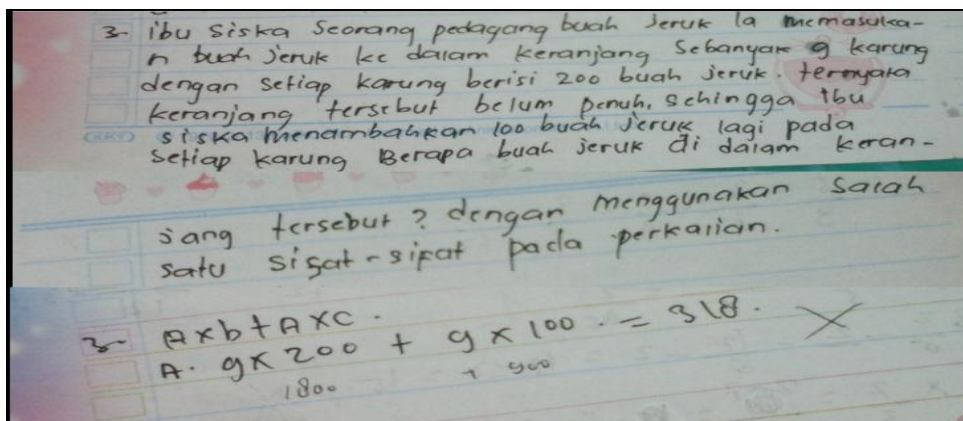 3- ibu siska seorang pedagang buah jeruk Ia memasuka-
n buah jeruk ke dalam keranjang sebanyak 9 karung
dengan setiap karung berisi 200 buah jeruk. ternyata
keranjang tersebut belum penuh, sehingga ibu
siska menambahkan 100 buah jeruk lagi pada
setiap karung Berapa buah jeruk di dalam keran-
jang tersebut? dengan menggunakan salah
satu sifat-sifat pada perkalian.
3- Axb+AXC.
A. 9x200 + 9x100. = 318. X
1800 + 900